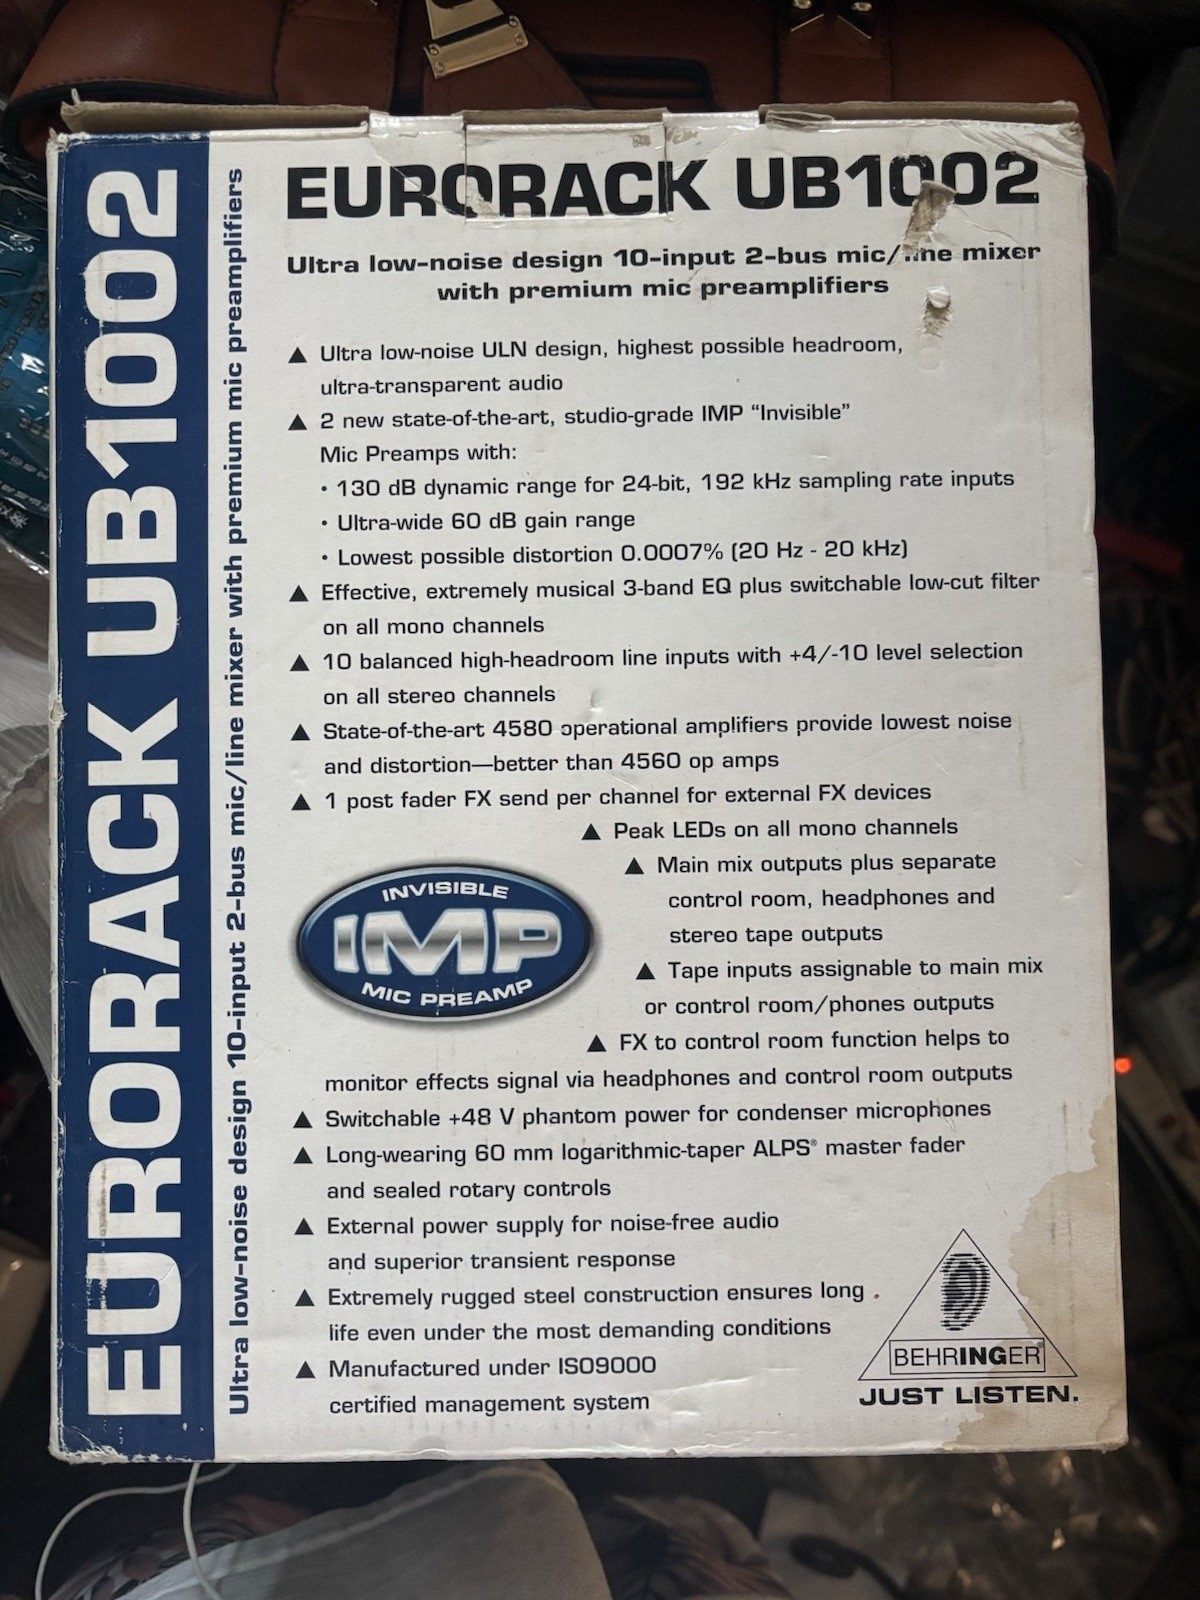 EURORACK UB1002
Ultra low-noise design 10-input 2-bus mic/line mixer with premium mic preamplifiers
EURORACK UB1002
Ultra low-noise design 10-input 2-bus mic/line mixer
with premium mic preamplifiers
▲ Ultra low-noise ULN design, highest possible headroom,
ultra-transparent audio
▲ 2 new state-of-the-art, studio-grade IMP “Invisible”
Mic Preamps with:
• 130 dB dynamic range for 24-bit, 192 kHz sampling rate inputs
• Ultra-wide 60 dB gain range
• Lowest possible distortion 0.0007% (20 Hz - 20 kHz)
▲ Effective, extremely musical 3-band EQ plus switchable low-cut filter
on all mono channels
▲ 10 balanced high-headroom line inputs with +4/-10 level selection
on all stereo channels
▲ State-of-the-art 4580 operational amplifiers provide lowest noise
and distortion—better than 4560 op amps
▲ 1 post fader FX send per channel for external FX devices
▲ Peak LEDs on all mono channels
▲ Main mix outputs plus separate
control room, headphones and
stereo tape outputs
▲ Tape inputs assignable to main mix
or control room/phones outputs
▲ FX to control room function helps to
monitor effects signal via headphones and control room outputs
INVISIBLE
IMP
MIC PREAMP
▲ Switchable +48 V phantom power for condenser microphones
▲ Long-wearing 60 mm logarithmic-taper ALPS® master fader
and sealed rotary controls
▲ External power supply for noise-free audio
and superior transient response
▲ Extremely rugged steel construction ensures long
life even under the most demanding conditions
▲ Manufactured under ISO9000
certified management system
BEHRINGER®
JUST LISTEN.